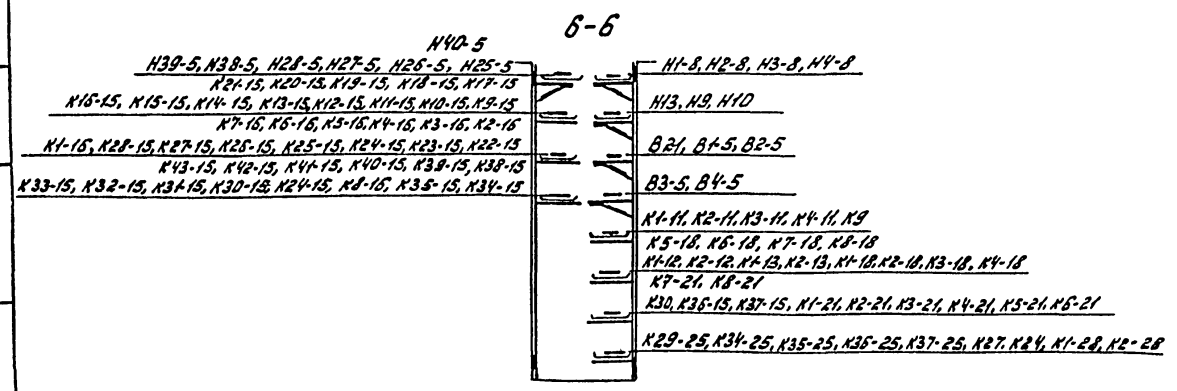 6-6
Н40-5
Н39-5, Н38-5, Н28-5, Н27-5, Н26-5, Н25-5
К21-15, К20-15, К19-15, К18-15, К17-15
К16-15, К15-15, К14-15, К13-15, К12-15, К11-15, К10-15, К9-15
К7-16, К6-16, К5-16, К4-16, К3-16, К2-16
К1-16, К28-15, К27-15, К26-15, К25-15, К24-15, К23-15, К22-15
К43-15, К42-15, К41-15, К40-15, К39-15, К38-15
К33-15, К32-15, К31-15, К30-15, К24-15, К8-16, К35-15, К34-15
Н1-8, Н2-8, Н3-8, Н4-8
Н13, Н9, Н10
В21, В1-5, В2-5
В3-5, В4-5
К1-11, К2-11, К3-11, К4-11, К9
К5-18, К6-18, К7-18, К8-18
К1-12, К2-12, К1-13, К2-13, К1-18, К2-18, К3-18, К4-18
К7-21, К8-21
К30, К36-15, К37-15, К1-21, К2-21, К3-21, К4-21, К5-21, К6-21
К29-25, К34-25, К35-25, К36-25, К37-25, К27, К24, К1-28, К2-28